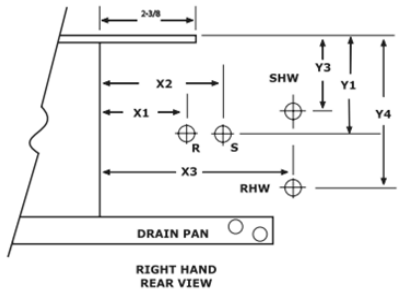 2-3/8
X2
SHW
Y3
Y1
X1
Y4
R
S
X3
RHW
DRAIN PAN
RIGHT HAND
REAR VIEW